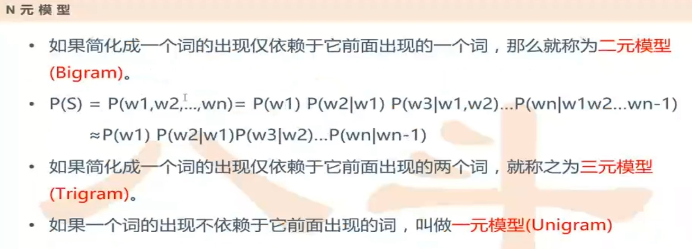 N元模型
• 如果简化成一个词的出现仅依赖于它前面出现的一个词，那么就称为二元模型
(Bigram)。
• P(S) = P(w1,w2,...,wn)= P(w1) P(w2|w1) P(w3|w1,w2)...P(wn|w1w2...wn-1)
≈P(w1) P(w2|w1)P(w3|w2)...P(wn|wn-1)
• 如果简化成一个词的出现仅依赖于它前面出现的两个词，就称之为三元模型
(Trigram)。
• 如果一个词的出现不依赖于它前面出现的词，叫做一元模型(Unigram)
八斗